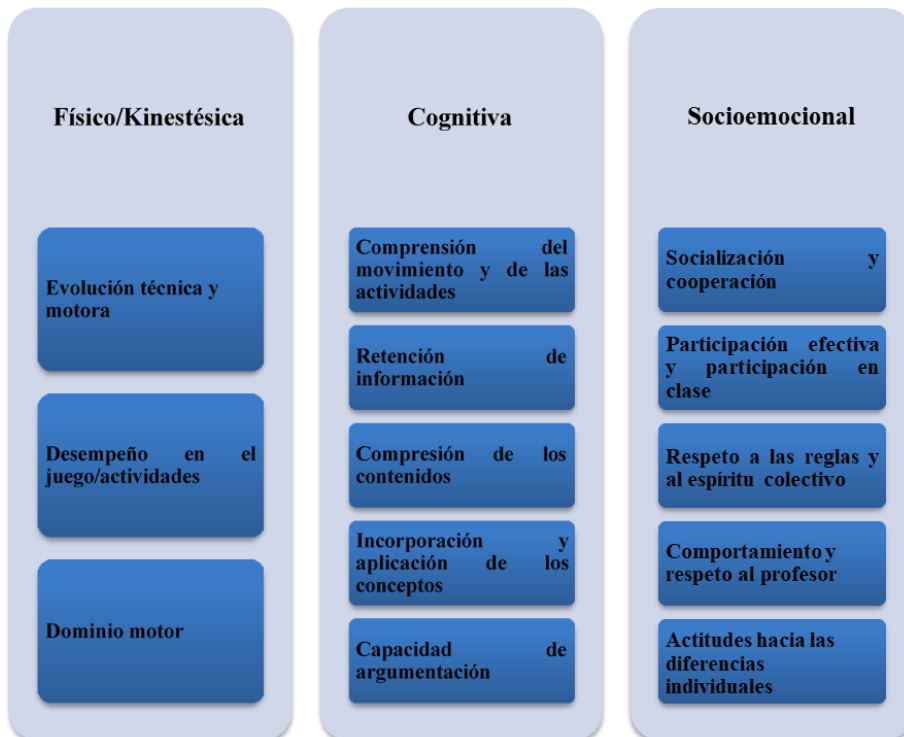 Físico/Kinestésica
Evolución técnica y
motora
Desempeño en el
juego/actividades
Dominio motor
Cognitiva
Comprensión del
movimiento y de las
actividades
Retención de
información
Compresión de los
contenidos
Incorporación y
aplicación de los
conceptos
Capacidad de
argumentación
Socioemocional
Socialización y
cooperación
Participación efectiva
y participación en
clase
Respeto a las reglas y
al espíritu colectivo
Comportamiento y
respeto al profesor
Actitudes hacia las
diferencias
individuales